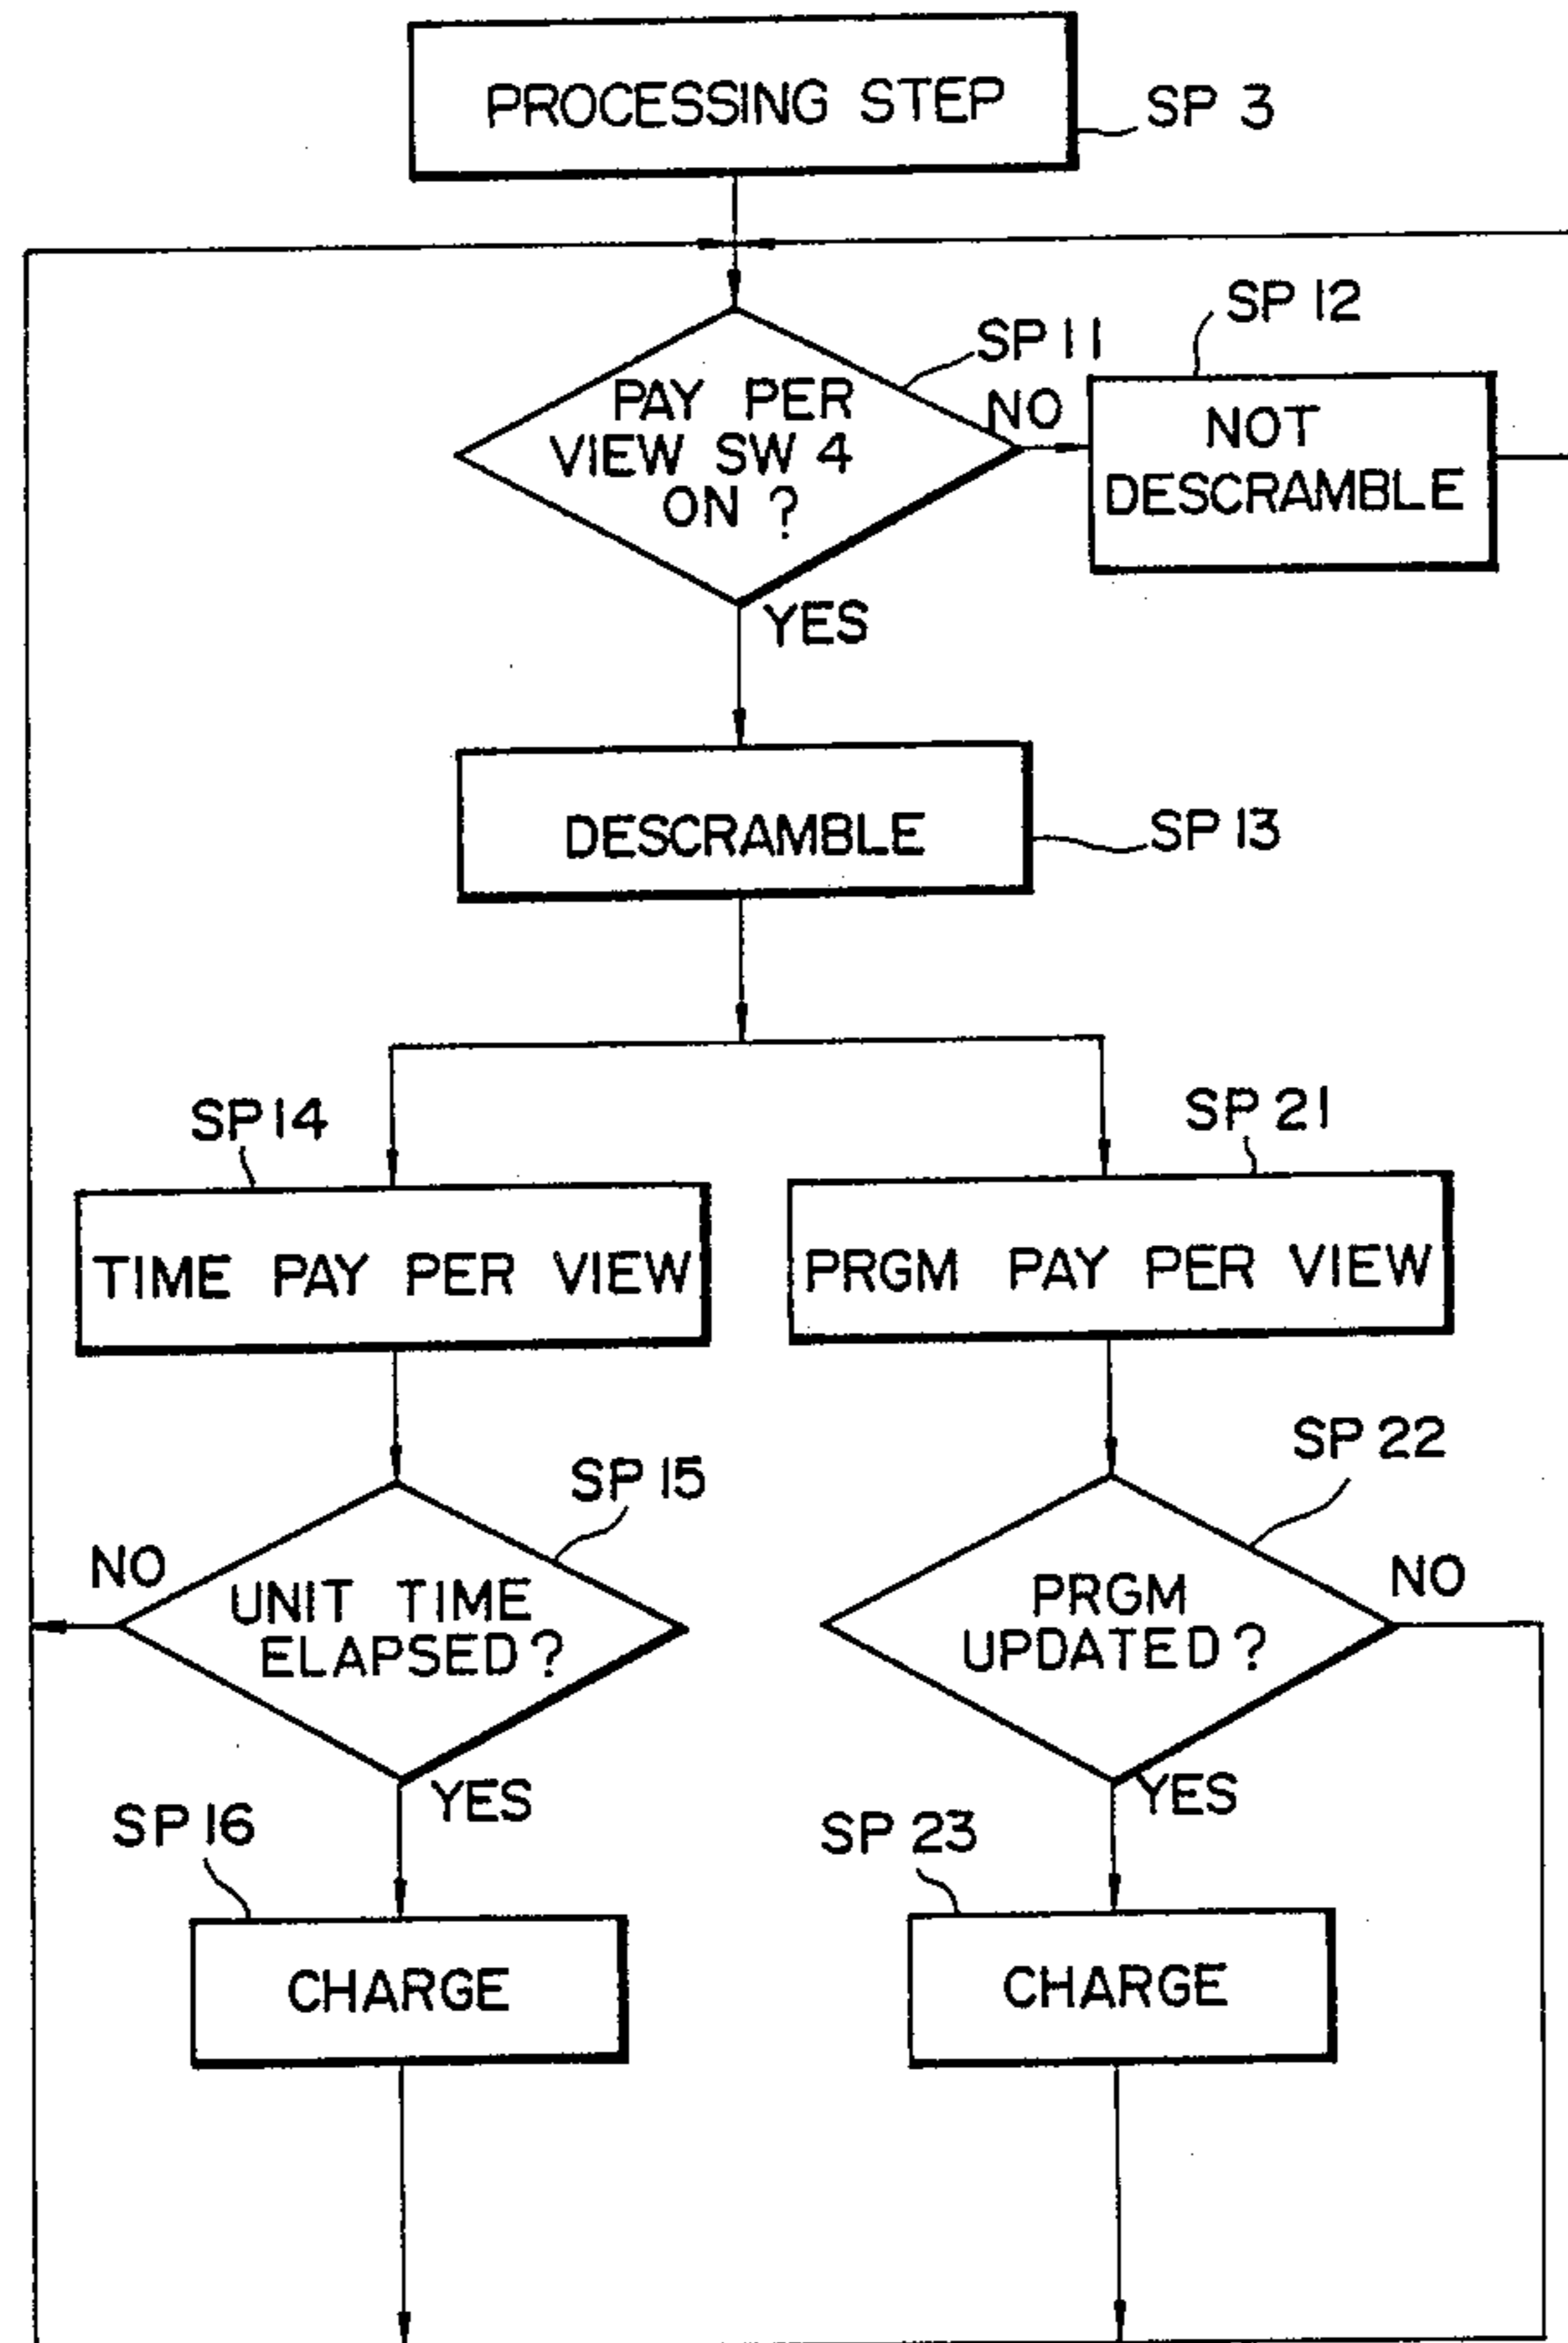 PROCESSING STEP
SP 3
SP 12
SP 11
PAY PER
VIEW SW 4
ON ?
NO
NOT
DESCRAMBLE
YES
DESCRAMBLE
SP 13
SP 14
SP 21
TIME PAY PER VIEW
PRGM PAY PER VIEW
SP 15
SP 22
NO
UNIT TIME
ELAPSED ?
PRGM
UPDATED ?
NO
YES
YES
SP 16
SP 23
CHARGE
CHARGE